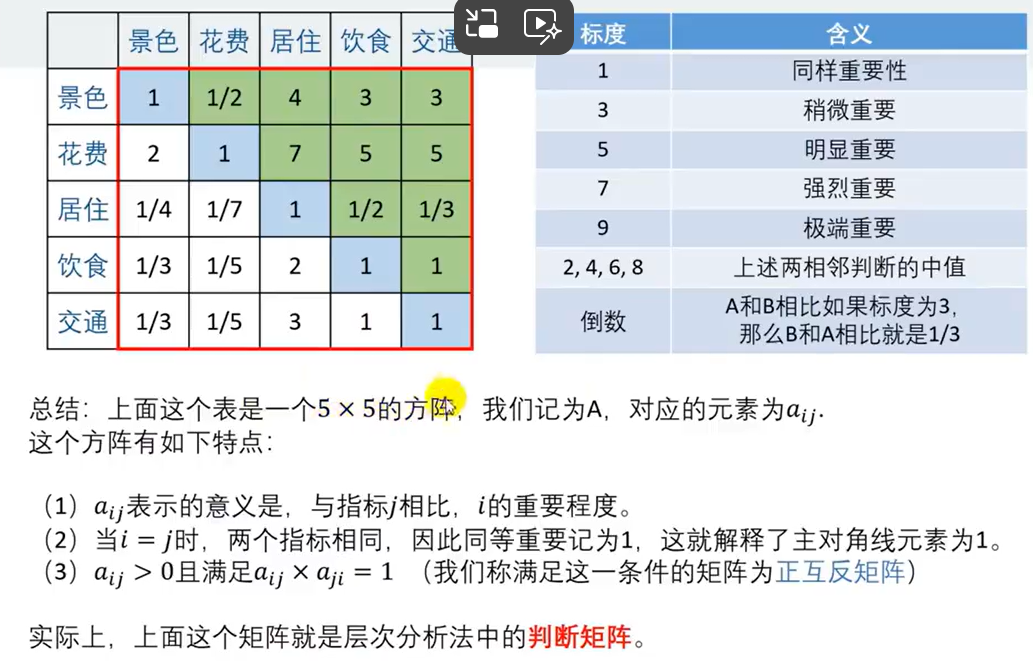 景色 花费 居住 饮食 交通
景色 1 1/2 4 3 3
花费 2 1 7 5 5
居住 1/4 1/7 1 1/2 1/3
饮食 1/3 1/5 2 1 1
交通 1/3 1/5 3 1 1
标度 含义
1 同样重要性
3 稍微重要
5 明显重要
7 强烈重要
9 极端重要
2, 4, 6, 8 上述两相邻判断的中值
倒数 A和B相比如果标度为3,
那么B和A相比就是1/3
总结:上面这个表是一个5 × 5的方阵,我们记为A,对应的元素为a_{ij}.
这个方阵有如下特点:
(1)a_{ij}表示的意义是,与指标j相比,i的重要程度。
(2)当i = j时,两个指标相同,因此同等重要记为1,这就解释了主对角线元素为1。
(3)a_{ij} > 0且满足a_{ij} × a_{ji} = 1 (我们称满足这一条件的矩阵为正互反矩阵)
实际上,上面这个矩阵就是层次分析法中的判断矩阵。